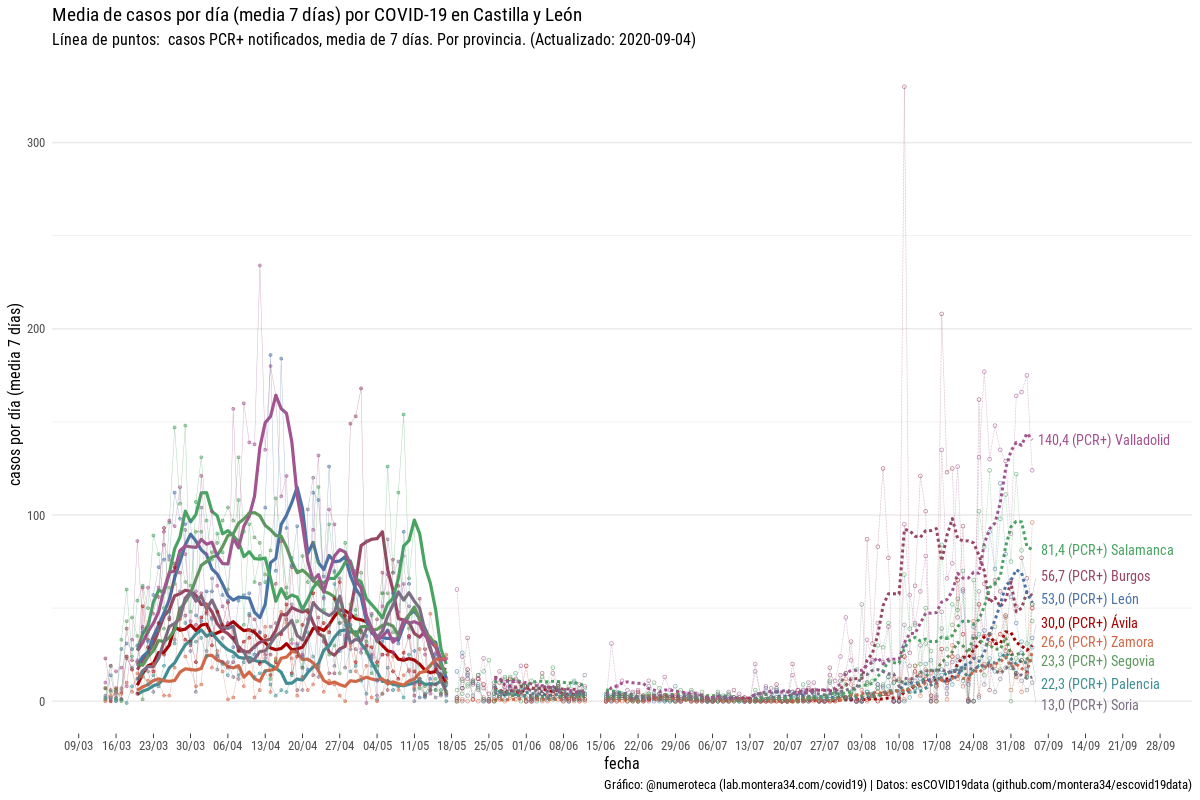 Media de casos por día (media 7 días) por COVID-19 en Castilla y León
Línea de puntos:  casos PCR+ notificados, media de 7 días. Por provincia. (Actualizado: 2020-09-04)
casos por día (media 7 días)
300
200
100
0
140,4 (PCR+) Valladolid
81,4 (PCR+) Salamanca
56,7 (PCR+) Burgos
53,0 (PCR+) León
30,0 (PCR+) Ávila
26,6 (PCR+) Zamora
23,3 (PCR+) Segovia
22,3 (PCR+) Palencia
13,0 (PCR+) Soria
09/03 16/03 23/03 30/03 06/04 13/04 20/04 27/04 04/05 11/05 18/05 25/05 01/06 08/06 15/06 22/06 29/06 06/07 13/07 20/07 27/07 03/08 10/08 17/08 24/08 31/08 07/09 14/09 21/09 28/09
fecha
Gráfico: @numeroteca (lab.montera34.com/covid19) | Datos: esCOVID19data (github.com/montera34/escovid19data)